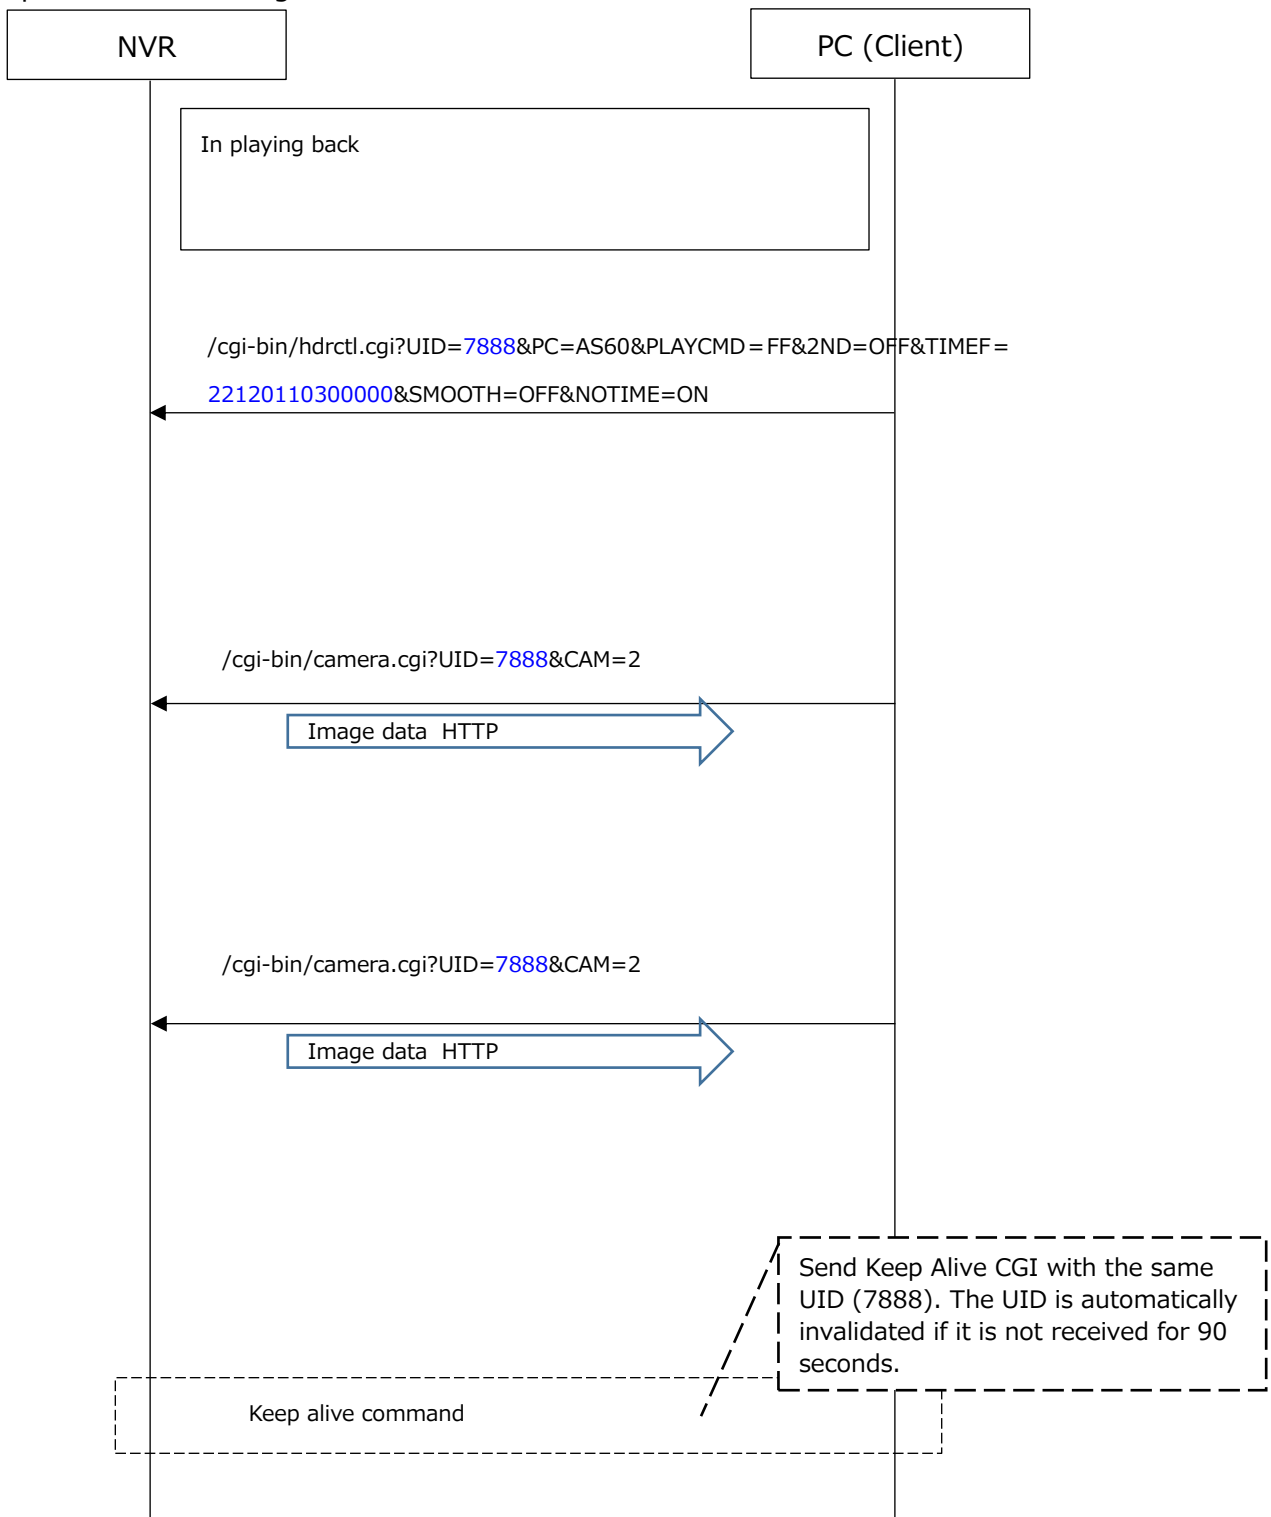 NVR
PC (Client)
In playing back
/cgi-bin/hdrctl.cgi?UID=7888&PC=AS60&PLAYCMD=FF&2ND=OFF&TIMEF=
22120110300000&SMOOTH=OFF&NOTIME=ON
/cgi-bin/camera.cgi?UID=7888&CAM=2
Image data HTTP
/cgi-bin/camera.cgi?UID=7888&CAM=2
Image data HTTP
Send Keep Alive CGI with the same
UID (7888). The UID is automatically
invalidated if it is not received for 90
seconds.
Keep alive command